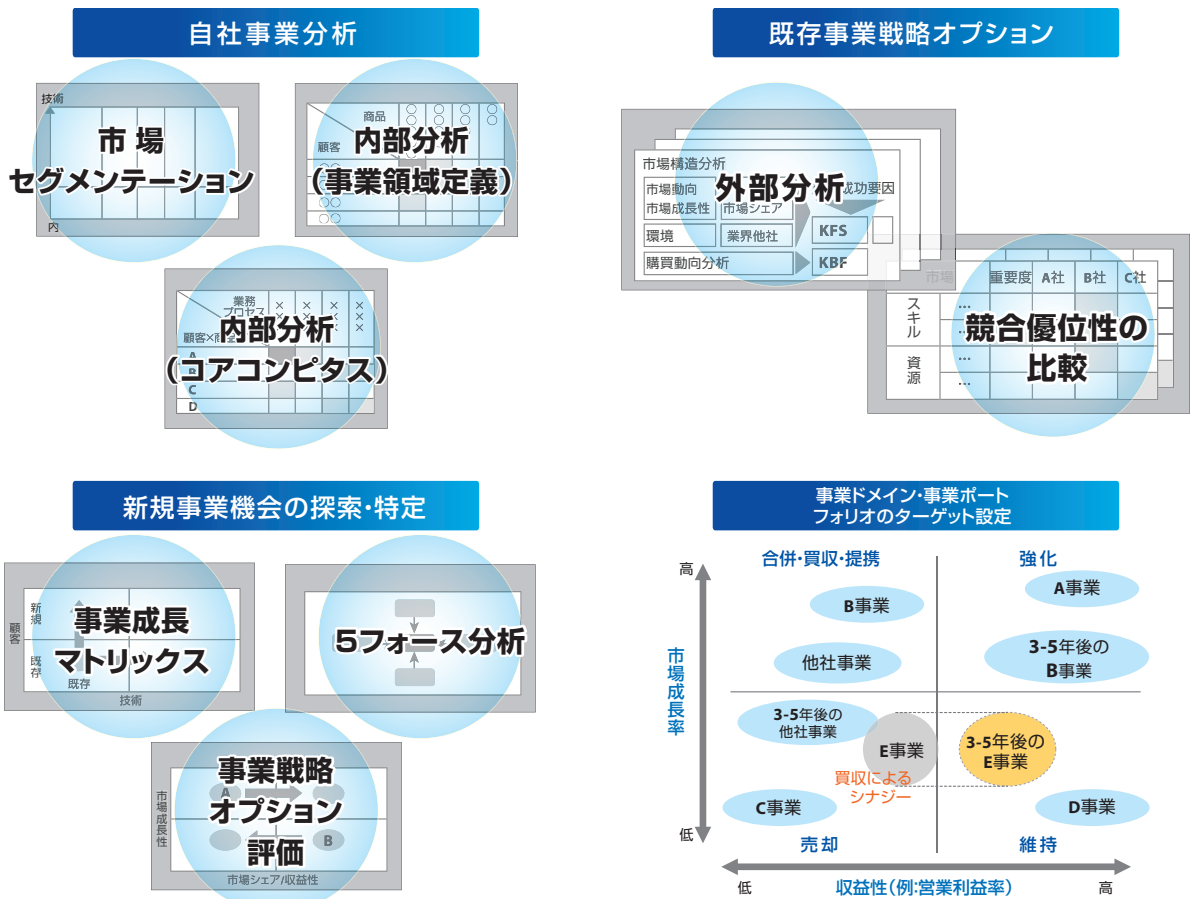 自社事業分析
技術
内
市 場
セグメンテーション
商品
顧客
内部分析
（事業領域定義）
業務
プロセス
顧客×商
A
B
C
D
内部分析
（コアコンピタス）
既存事業戦略オプション
市場構造分析
市場動向
市場成長性
市場シェア
環境
業界他社
購買動向分析
成功要因
KFS
KBF
外部分析
市場
重要度
A社
B社
C社
スキル
資源
...
...
...
...
競合優位性の
比較
新規事業機会の探索・特定
顧客
新規
既存
既存
技術
事業成長
マトリックス
5フォース分析
市場成長性
A
B
市場シェア/収益性
事業戦略
オプション
評価
事業ドメイン・事業ポート
フォリオのターゲット設定
合併・買収・提携
強化
高
市場成長率
低
B事業
A事業
他社事業
3-5年後の
B事業
3-5年後の
他社事業
E事業
3-5年後の
E事業
買収による
シナジー
C事業
D事業
売却
維持
低
収益性（例:営業利益率）
高